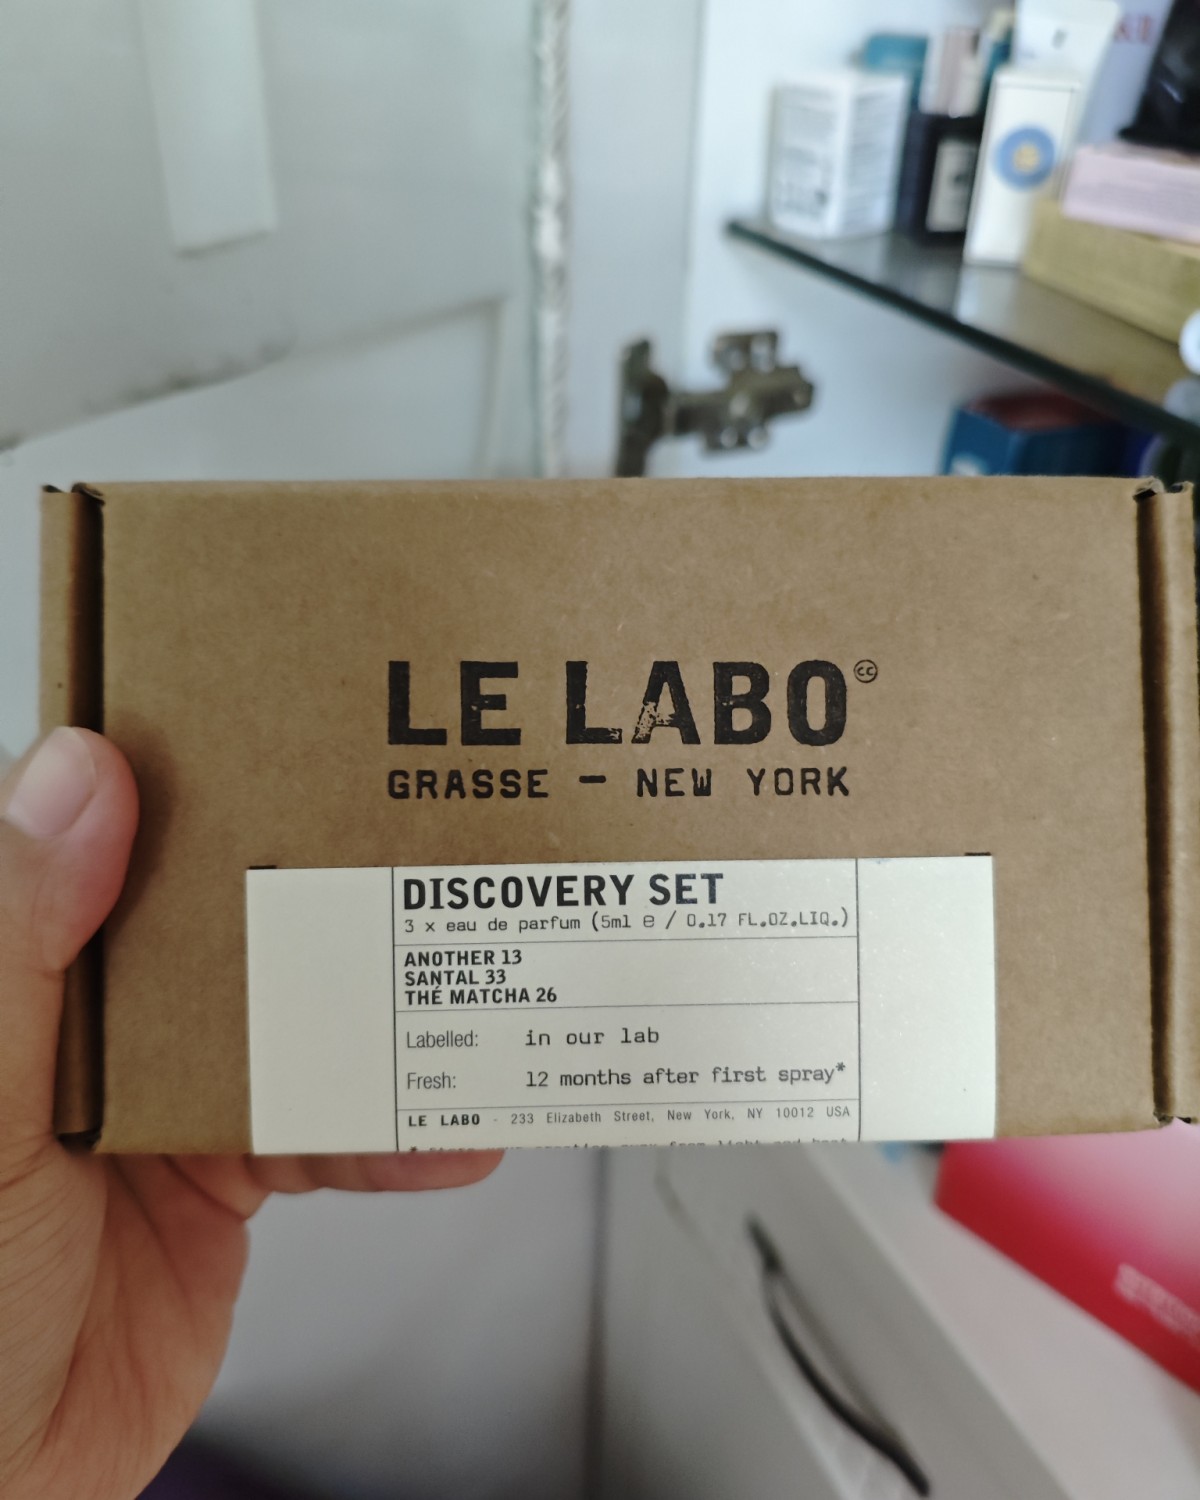 LE LABO
GRASSE — NEW YORK
DISCOVERY SET
3 x eau de parfum (5ml e / 0.17 FL.OZ.LIQ.)
ANOTHER 13
SANTAL 33
THÉ MATCHA 26
Labelled: in our lab
Fresh: 12 months after first spray*
LE LABO - 233 Elizabeth Street, New York, NY 10012 USA